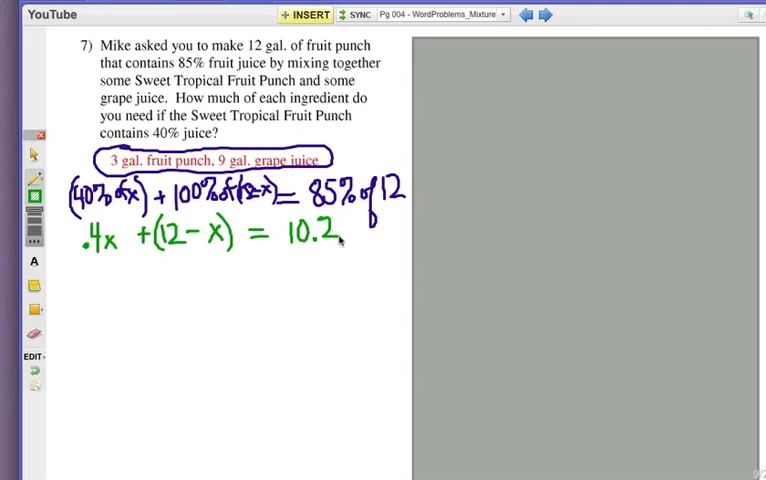 YouTube
INSERT SYNC Pg 004 - WordProblems_Mixture
7) Mike asked you to make 12 gal. of fruit punch
that contains 85% fruit juice by mixing together
some Sweet Tropical Fruit Punch and some
grape juice. How much of each ingredient do
you need if the Sweet Tropical Fruit Punch
contains 40% juice?
3 gal. fruit punch, 9 gal. grape juice
(40% of x) + 100% of (12-x) = 85% of 12
.4x + (12 - x) = 10.2
A
EDIT